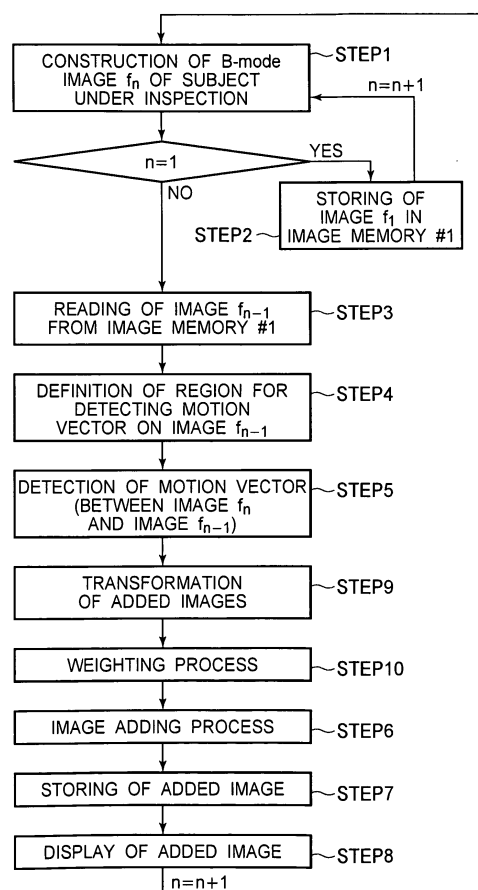 CONSTRUCTION OF B-mode
IMAGE fn OF SUBJECT
UNDER INSPECTION
STEP1
n=n+1
n=1
YES
NO
STORING OF
IMAGE f1 IN
IMAGE MEMORY #1
STEP2
READING OF IMAGE fn−1
FROM IMAGE MEMORY #1
STEP3
DEFINITION OF REGION FOR
DETECTING MOTION
VECTOR ON IMAGE fn−1
STEP4
DETECTION OF MOTION VECTOR
(BETWEEN IMAGE fn
AND IMAGE fn−1)
STEP5
TRANSFORMATION
OF ADDED IMAGES
STEP9
WEIGHTING PROCESS
STEP10
IMAGE ADDING PROCESS
STEP6
STORING OF ADDED IMAGE
STEP7
DISPLAY OF ADDED IMAGE
STEP8
n=n+1